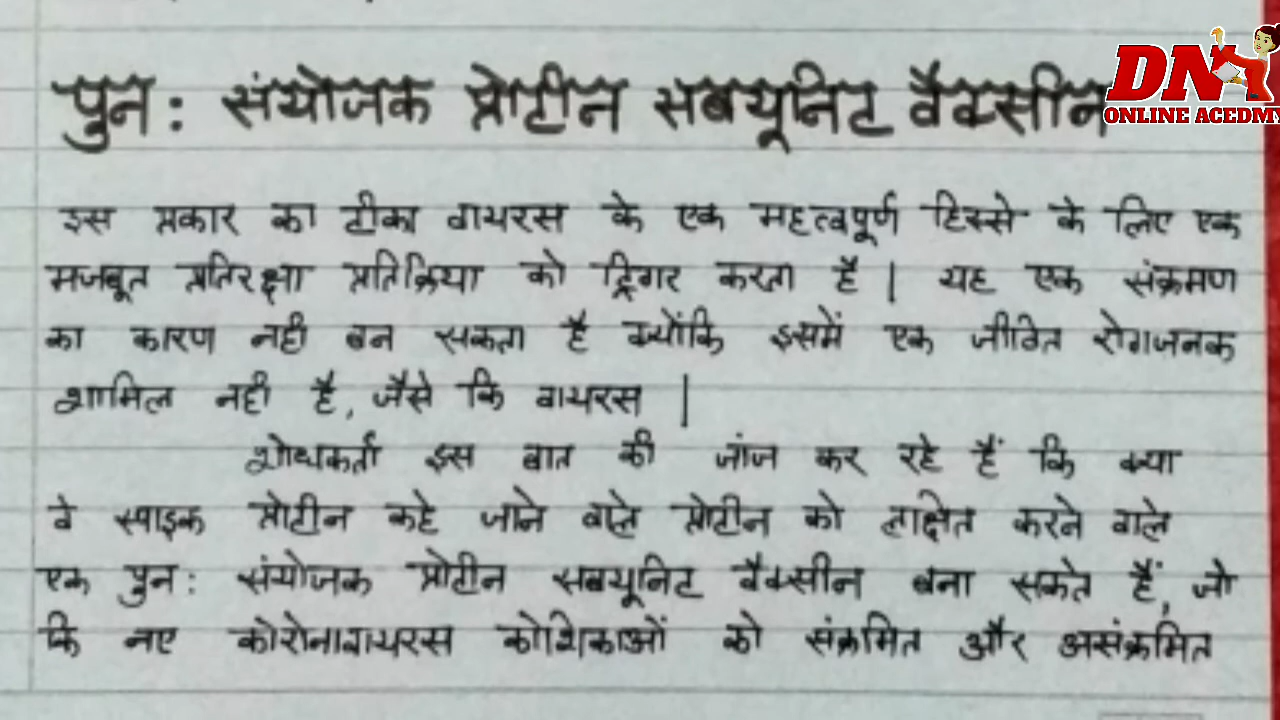 DN
ONLINE ACEDMY
पुन: संयोजक प्रोटीन सबयूनिट वैक्सीन
इस प्रकार का टीका वायरस के एक महत्वपूर्ण हिस्से के लिए एक
मजबूत प्रतिरक्षा प्रतिक्रिया को ट्रिगर करता है | यह एक संक्रमण
का कारण नही बन सकता है क्योंकि इसमें एक जीवित रोगजनक
शामिल नही है, जैसे कि वायरस |
शोधकर्ता इस बात की जांज कर रहे हैं कि क्या
वे स्पाइक प्रोटीन कहे जाने वाले प्रोटीन को लक्षित करने वाले
एक पुन: संयोजक प्रोटीन सबयूनिट वैक्सीन बना सकते हैं, जो
कि नए कोरोनावायरस कोशिकाओं को संक्रमित और असंक्रमित